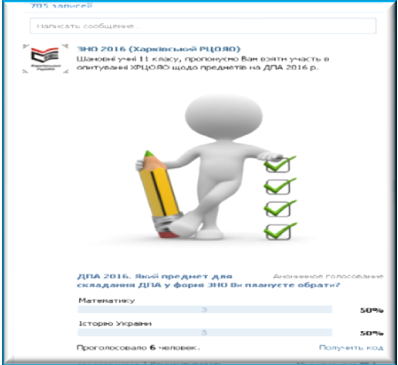 705 записей
Написать сообщение...
ЗНО 2016 (Харківський РЦОЯО)
Шановні учні 11 класу, пропонуємо Вам взяти участь в
опитуванні ХРЦОЯО щодо предметів на ДПА 2016 р.
ДПА 2016. Який предмет для складання ДПА у формі ЗНО Ви плануєте обрати?
Анонимное голосование
Математику
3
50%
Історію України
3
50%
Проголосовало 6 человек.
Получить код